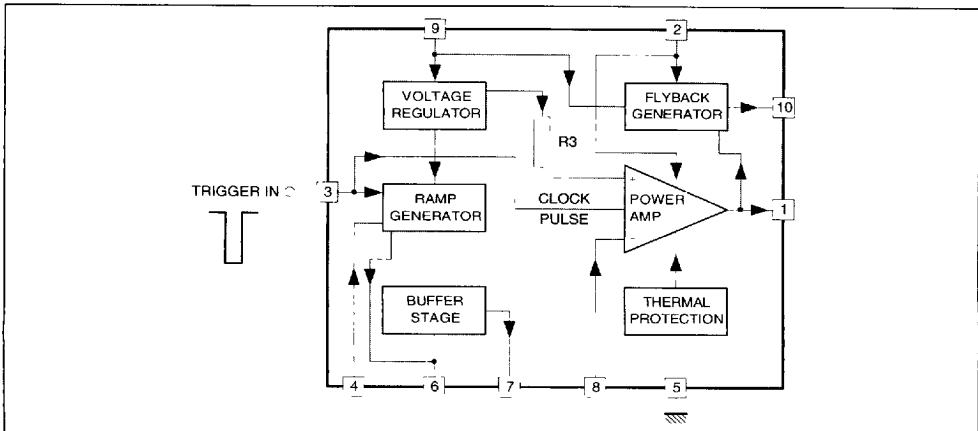 9
2
VOLTAGE
REGULATOR
FLYBACK
GENERATOR
10
R3
TRIGGER IN
3
RAMP
GENERATOR
CLOCK
PULSE
+
POWER
AMP
−
1
BUFFER
STAGE
THERMAL
PROTECTION
4
6
7
8
5